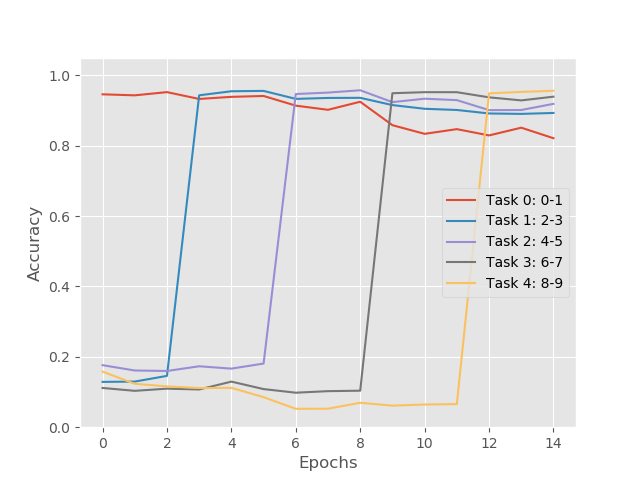 1.0
0.8
0.6
0.4
0.2
0.0
Accuracy
Task 0: 0-1
Task 1: 2-3
Task 2: 4-5
Task 3: 6-7
Task 4: 8-9
0 2 4 6 8 10 12 14
Epochs